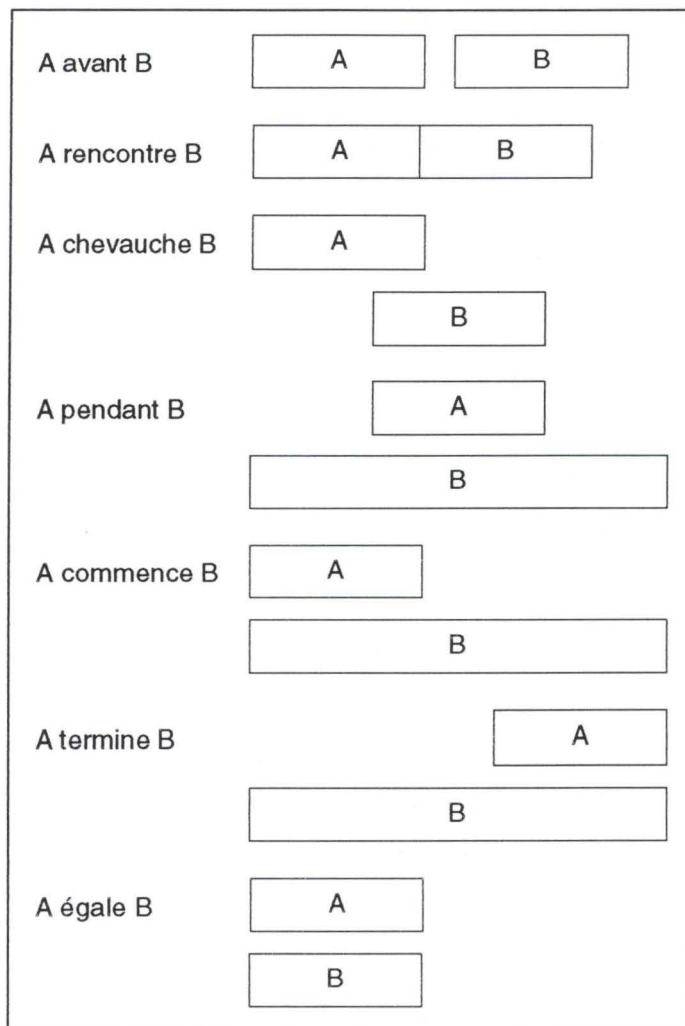 A avant B A B
A rencontre B A B
A chevauche B A
B
A pendant B A
B
A commence B A
B
A termine B A
B
A égale B A
B